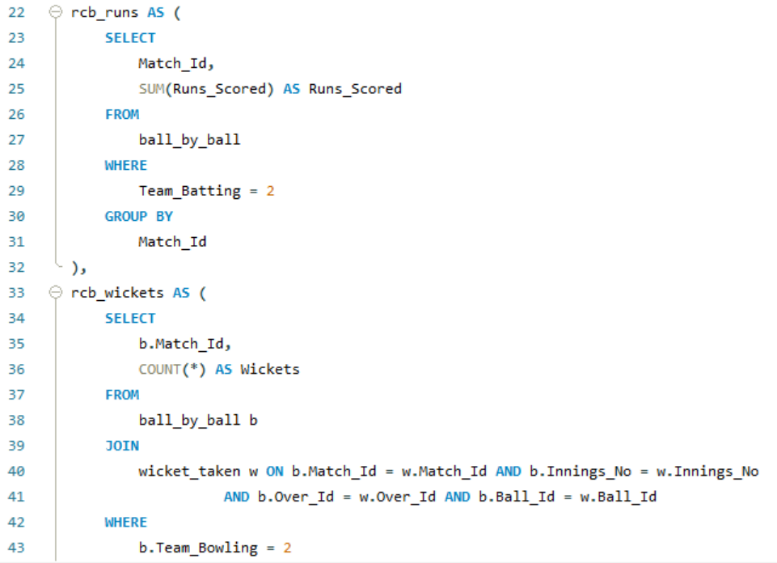 22 rcb_runs AS (
23 SELECT
24 Match_Id,
25 SUM(Runs_Scored) AS Runs_Scored
26 FROM
27 ball_by_ball
28 WHERE
29 Team_Batting = 2
30 GROUP BY
31 Match_Id
32 ),
33 rcb_wickets AS (
34 SELECT
35 b.Match_Id,
36 COUNT(*) AS Wickets
37 FROM
38 ball_by_ball b
39 JOIN
40 wicket_taken w ON b.Match_Id = w.Match_Id AND b.Innings_No = w.Innings_No
41 AND b.Over_Id = w.Over_Id AND b.Ball_Id = w.Ball_Id
42 WHERE
43 b.Team_Bowling = 2